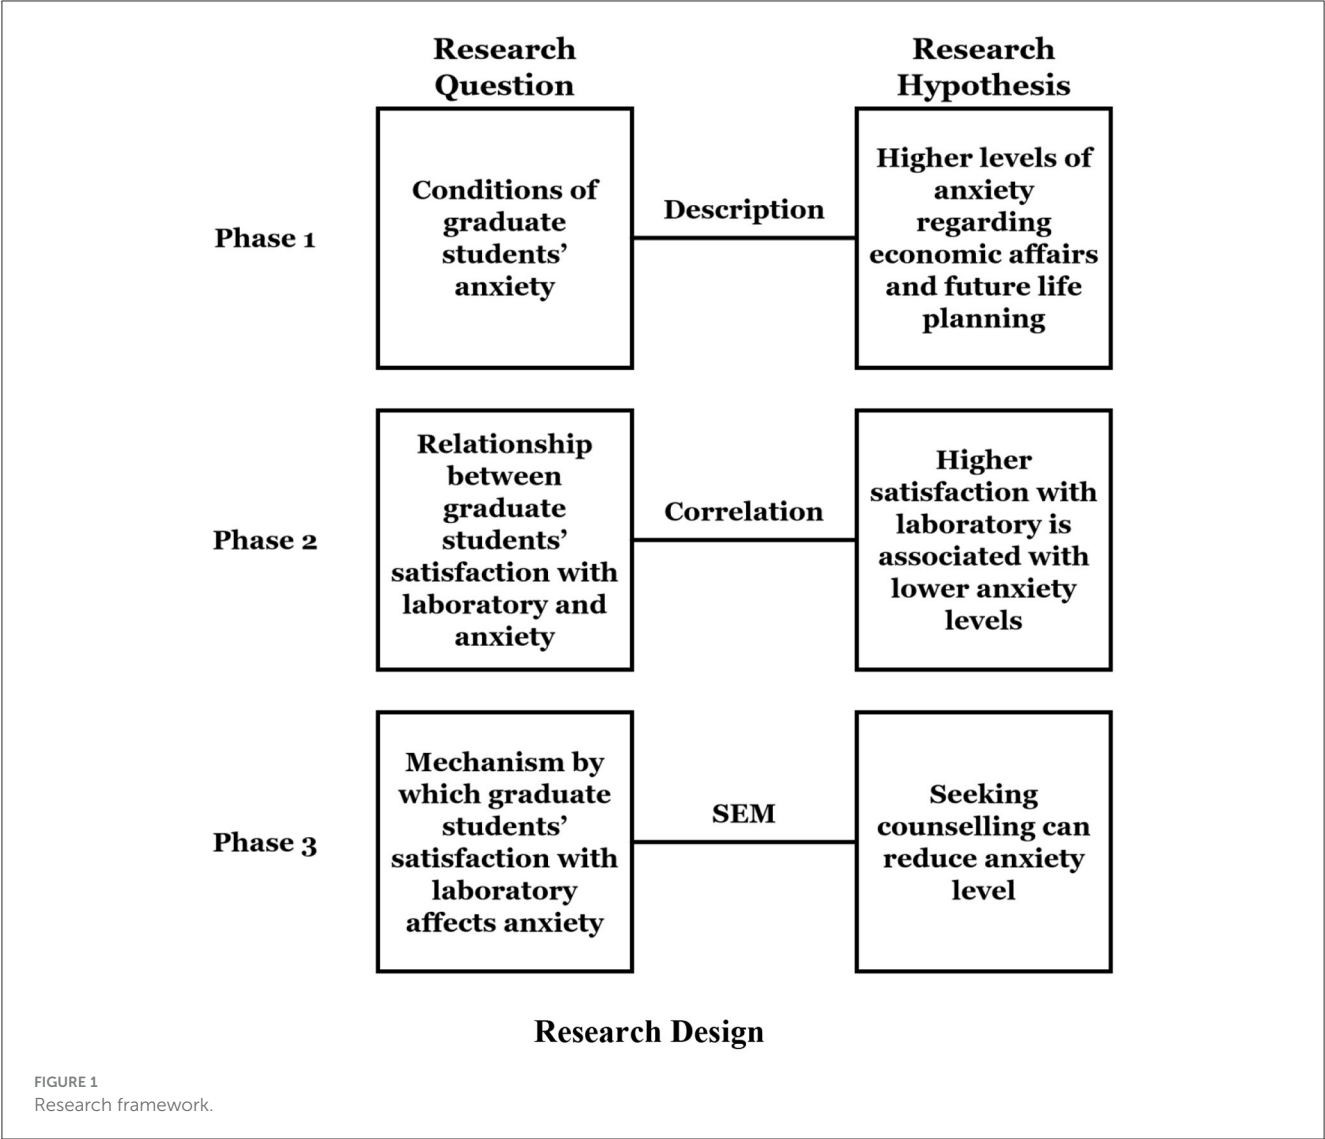 Research
Question
Research
Hypothesis
Phase 1
Conditions of
graduate
students’
anxiety
Description
Higher levels of
anxiety
regarding
economic affairs
and future life
planning
Phase 2
Relationship
between
graduate
students’
satisfaction with
laboratory and
anxiety
Correlation
Higher
satisfaction with
laboratory is
associated with
lower anxiety
levels
Phase 3
Mechanism by
which graduate
students’
satisfaction with
laboratory
affects anxiety
SEM
Seeking
counselling can
reduce anxiety
level
Research Design
FIGURE 1
Research framework.